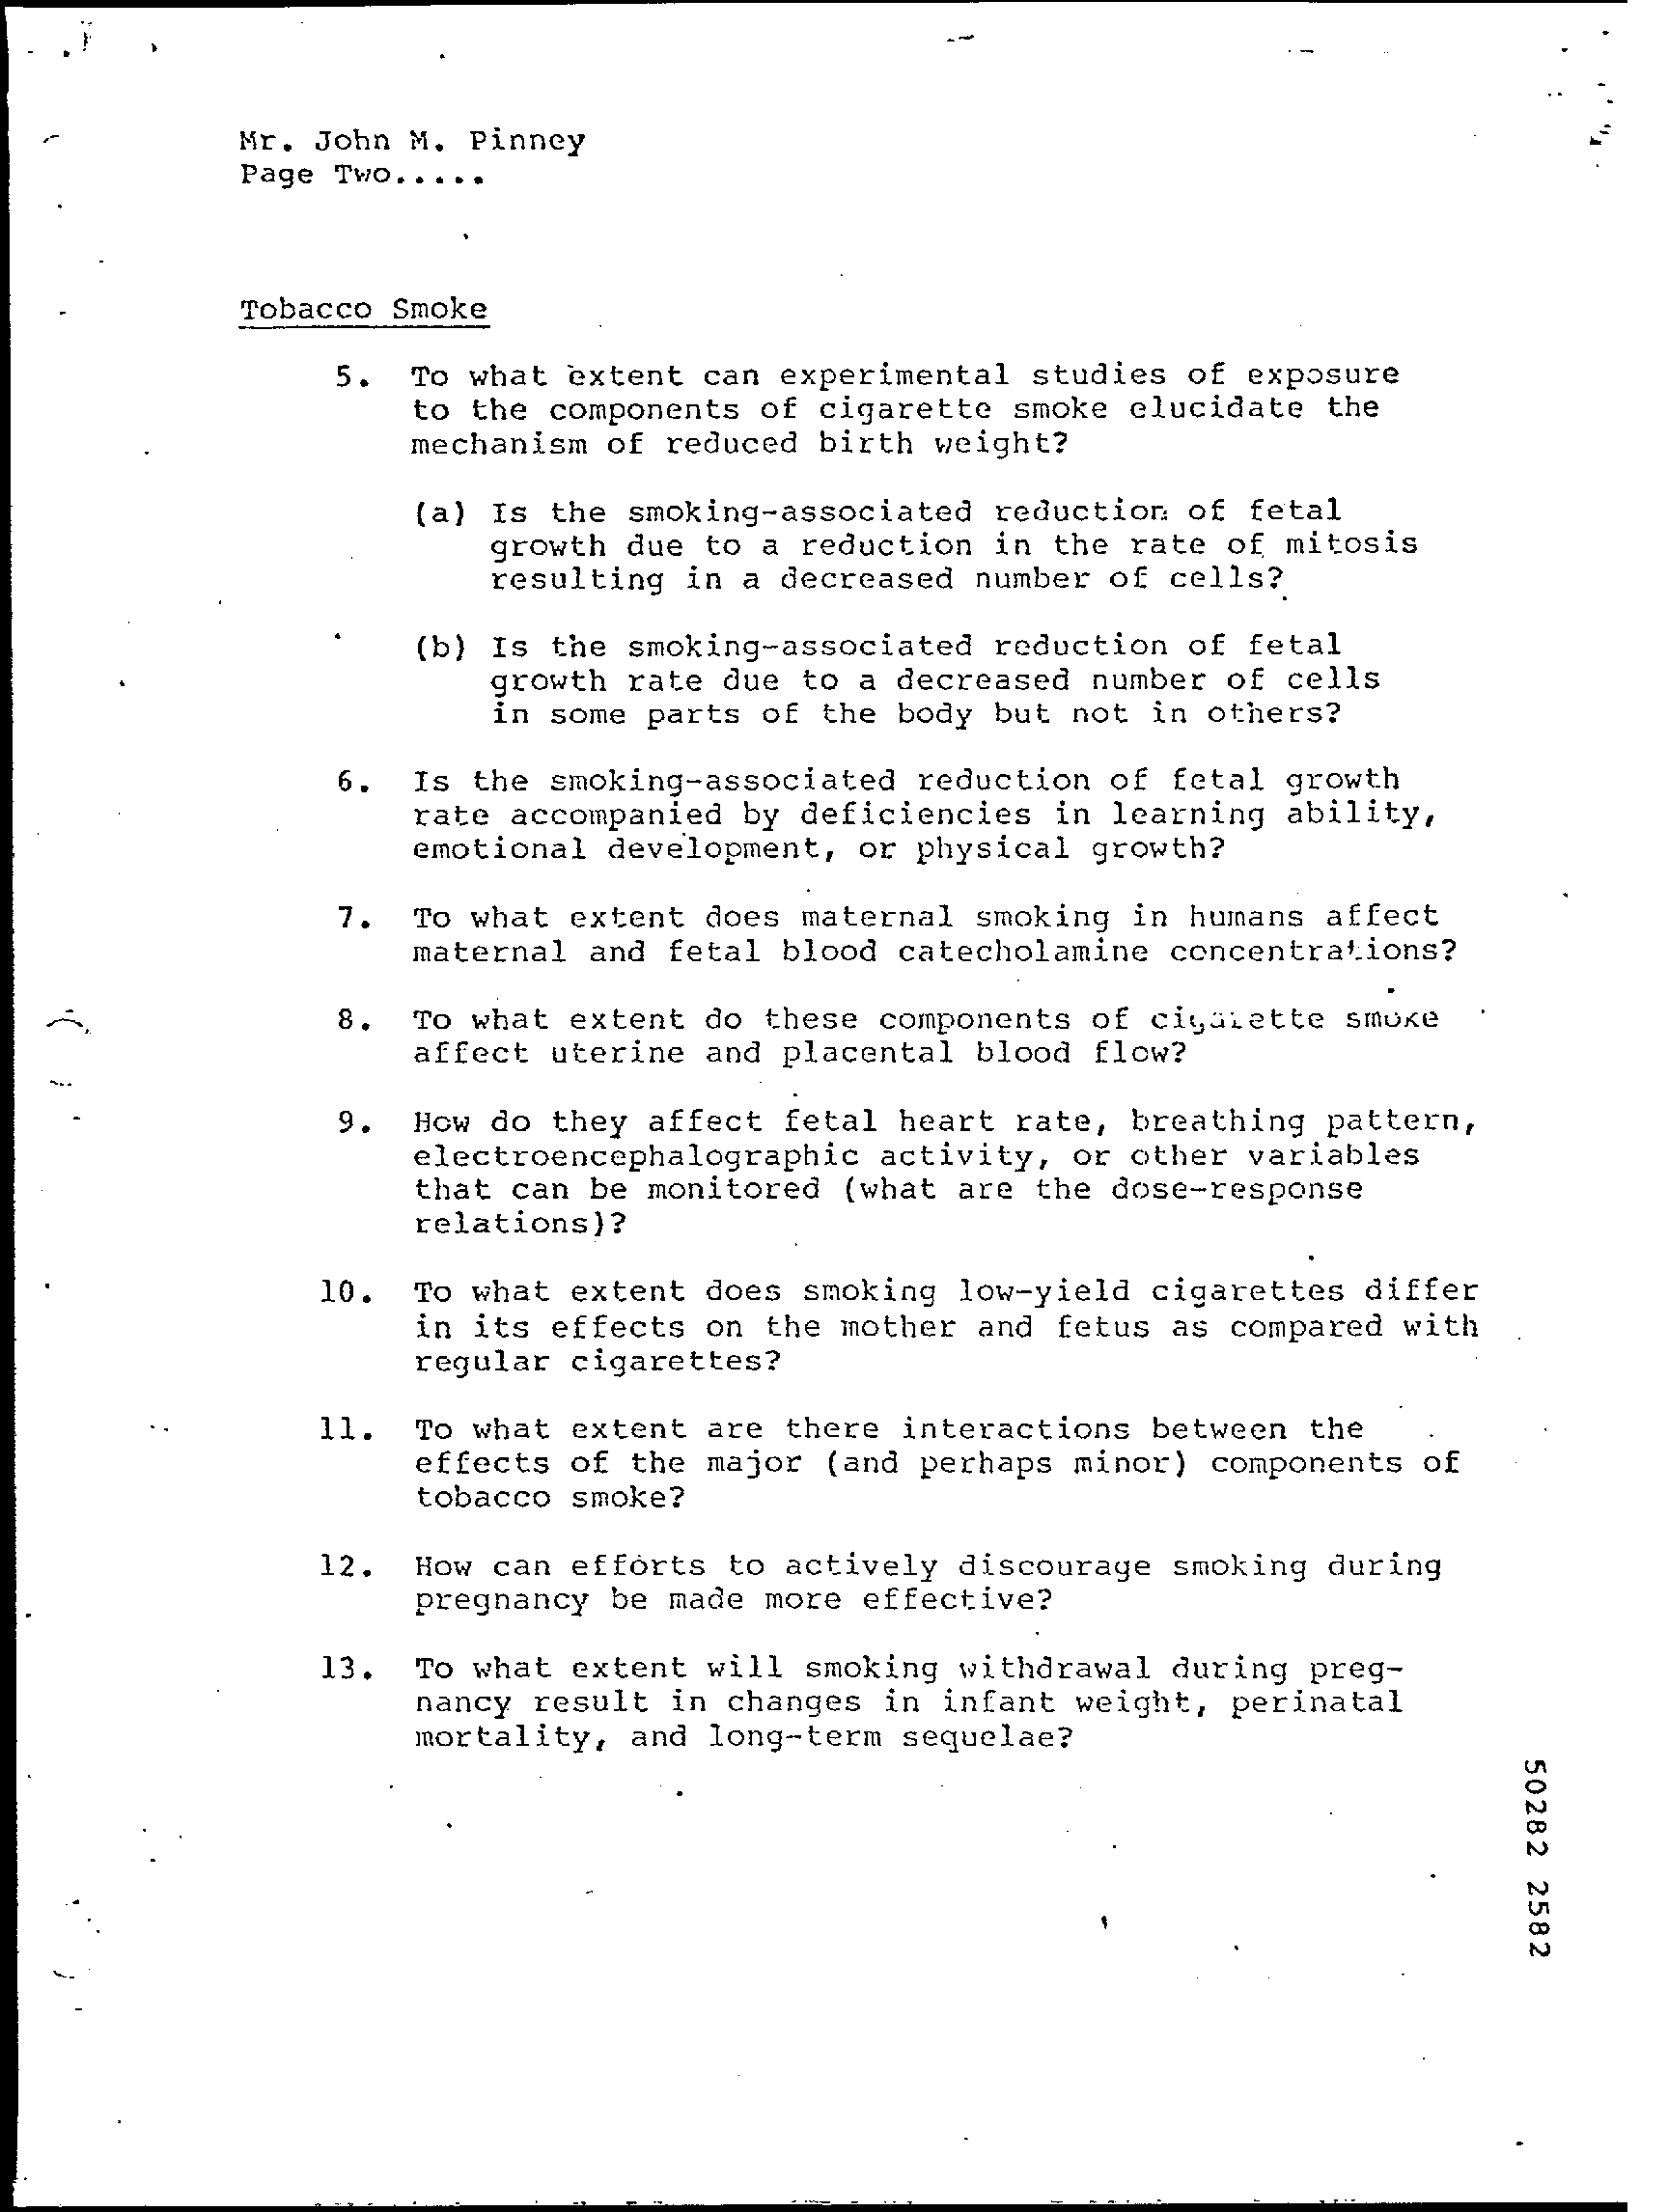 Mr. John M. Pinney
Page Two.....
Tobacco Smoke
5. To what extent can experimental studies of exposure
to the components of cigarette smoke elucidate the
mechanism of reduced birth weight?
(a) Is the smoking-associated reduction of fetal
growth due to a reduction in the rate of mitosis
resulting in a decreased number of cells?
(b) Is the smoking-associated reduction of fetal
growth rate due to a decreased number of cells
in some parts of the body but not in others?
6. Is the smoking-associated reduction of fetal growth
rate accompanied by deficiencies in learning ability,
emotional development, or physical growth?
7. To what extent does maternal smoking in humans affect
maternal and fetal blood catecholamine concentrations?
8. To what extent do these components of cigarette smoke
affect uterine and placental blood flow?
9. How do they affect fetal heart rate, breathing pattern,
electroencephalographic activity, or other variables
that can be monitored (what are the dose-response
relations)?
10. To what extent does smoking low-yield cigarettes differ
in its effects on the mother and fetus as compared with
regular cigarettes?
11. To what extent are there interactions between the
effects of the major (and perhaps minor) components of
tobacco smoke?
12. How can efforts to actively discourage smoking during
pregnancy be made more effective?
13. To what extent will smoking withdrawal during preg-
nancy result in changes in infant weight, perinatal
mortality, and long-term sequelae?
50282 2582